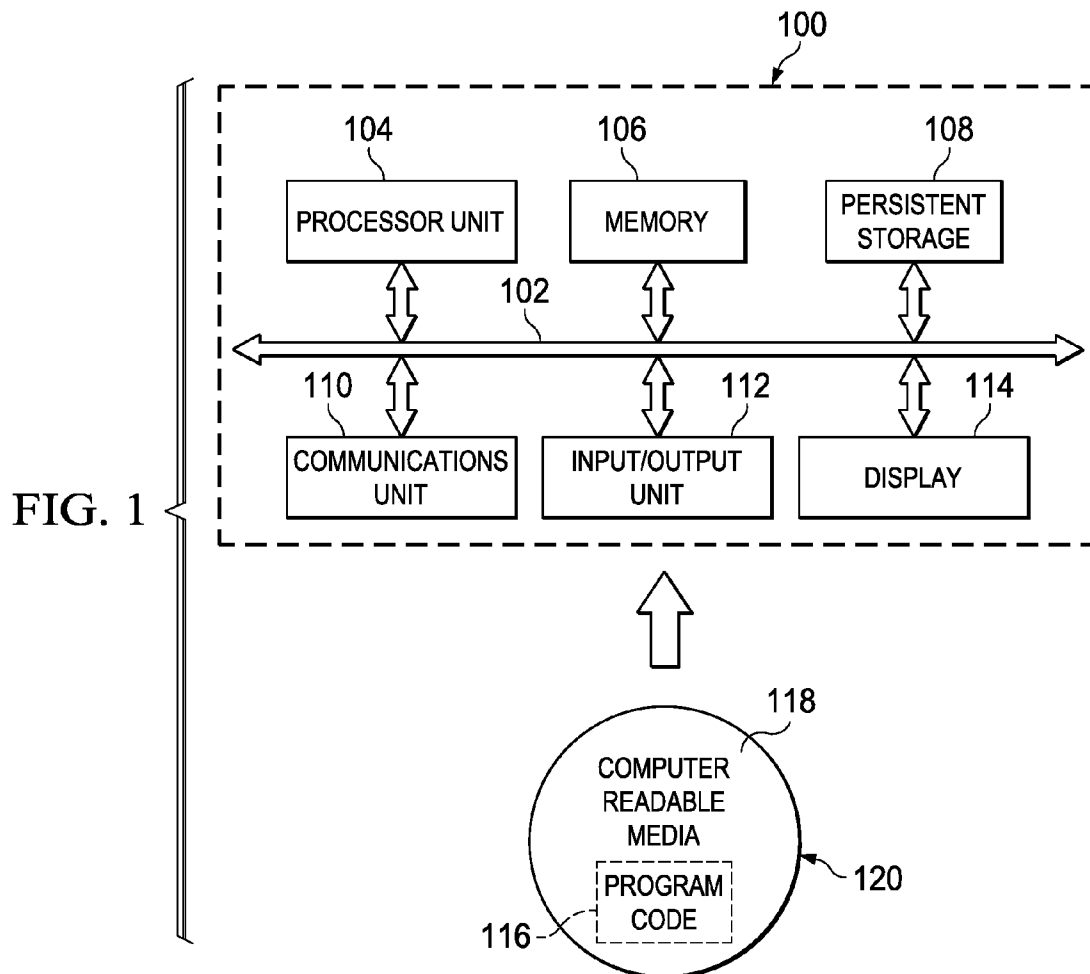 100
104
106
108
PROCESSOR UNIT
MEMORY
PERSISTENT
STORAGE
102
110
112
114
COMMUNICATIONS
UNIT
INPUT/OUTPUT
UNIT
DISPLAY
FIG. 1
118
COMPUTER
READABLE
MEDIA
120
PROGRAM
CODE
116